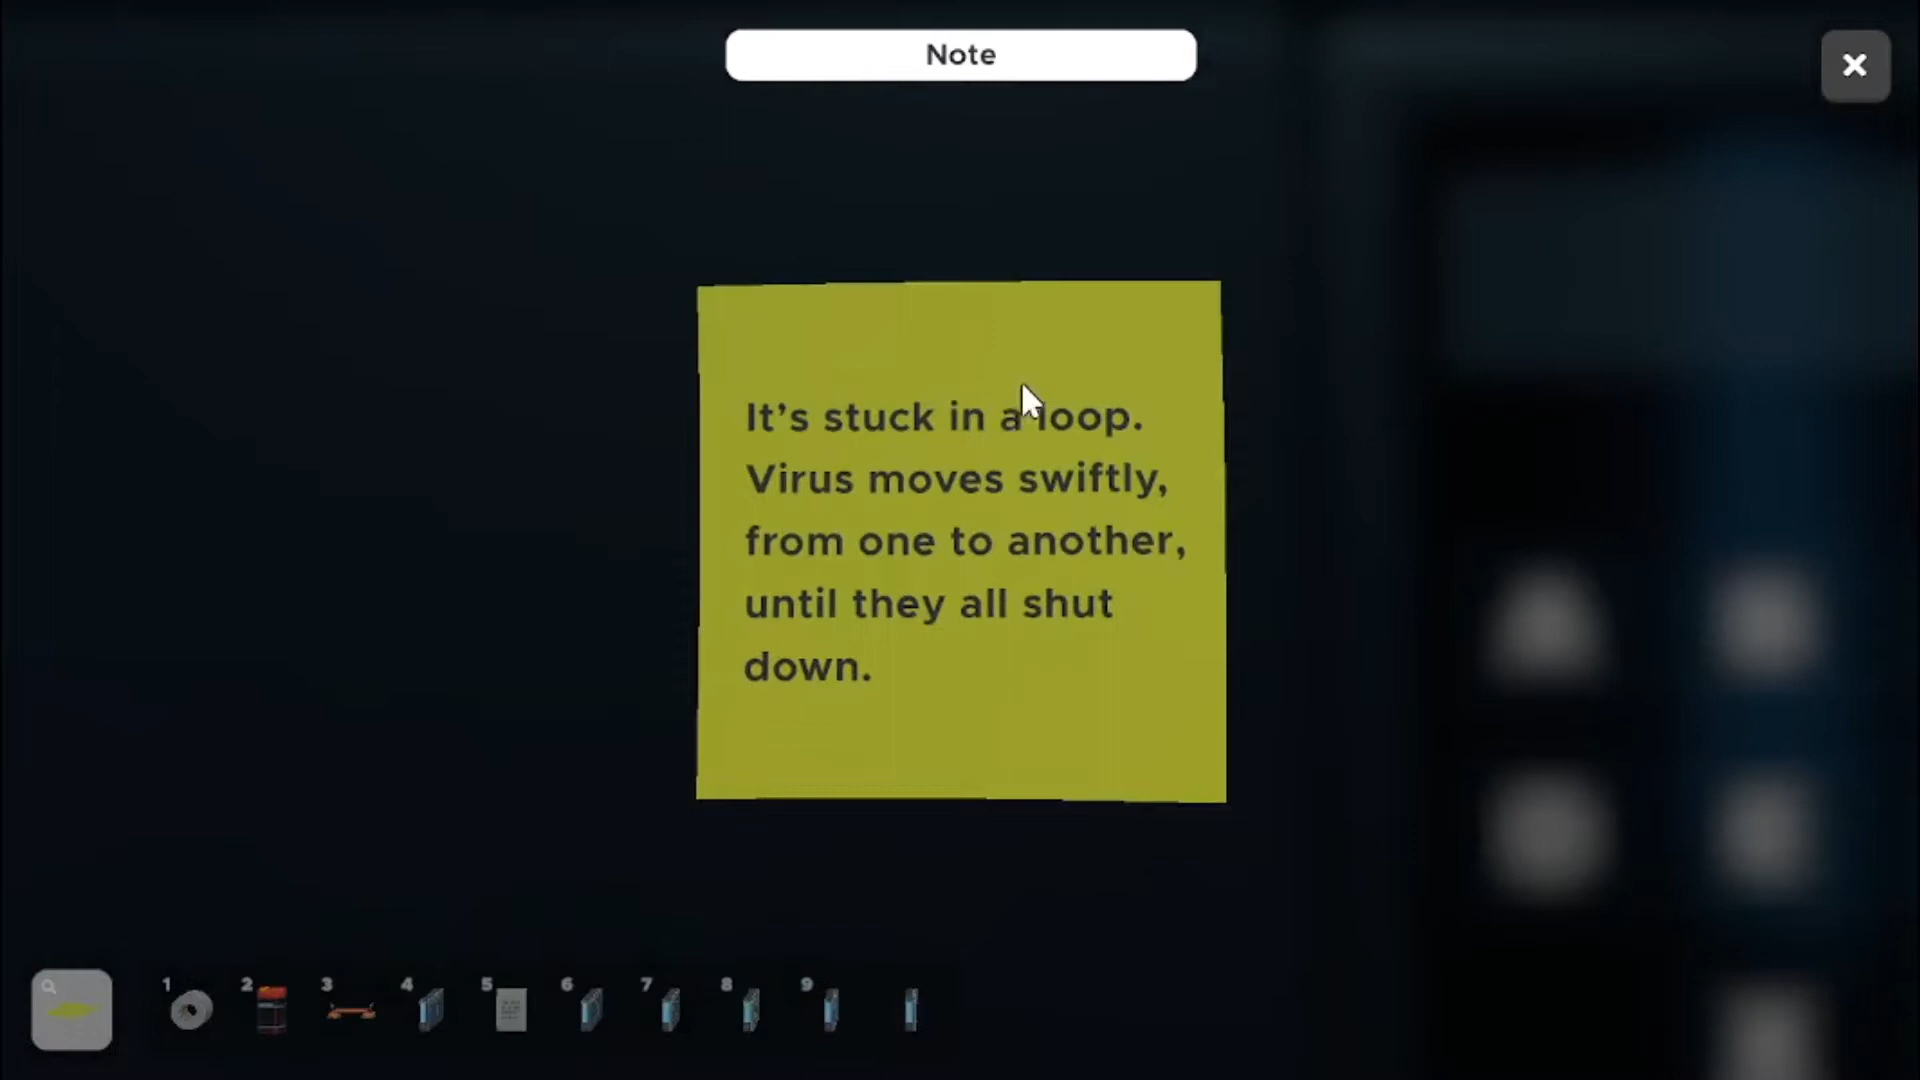 Note
It's stuck in a loop.
Virus moves swiftly,
from one to another,
until they all shut
down.
1 2 3 4 5 6 7 8 9